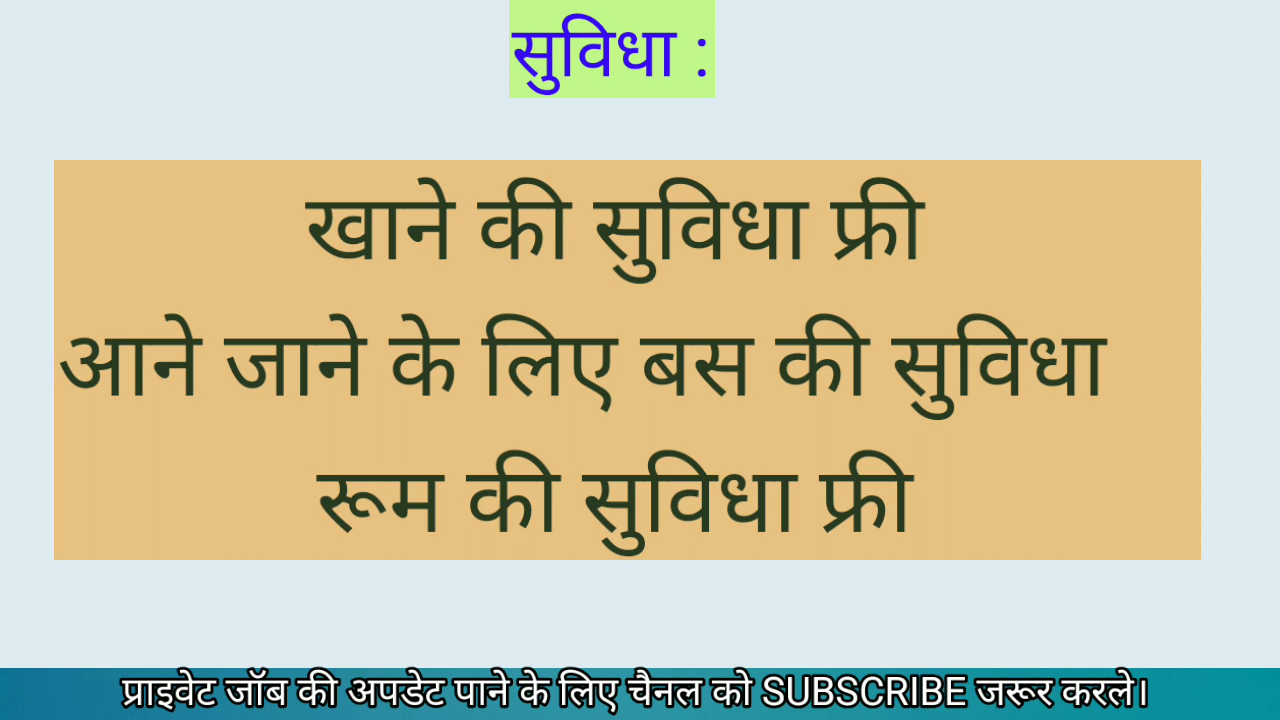 सुविधा :
खाने की सुविधा फ्री
आने जाने के लिए बस की सुविधा
रूम की सुविधा फ्री
प्राइवेट जॉब की अपडेट पाने के लिए चैनल को SUBSCRIBE जरूर करले।